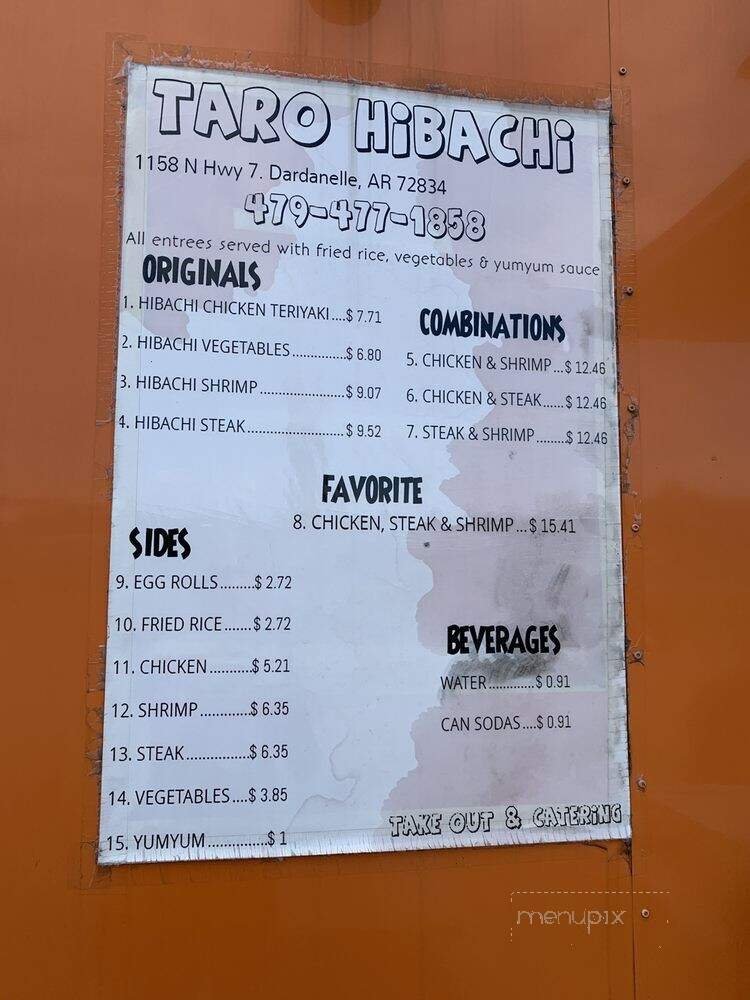 TARO HiBACHi
1158 N Hwy 7. Dardanelle, AR 72834
479-477-1858
All entrees served with fried rice, vegetables & yumyum sauce
ORIGINALS
1. HIBACHI CHICKEN TERIYAKI....$ 7.71
2. HIBACHI VEGETABLES..............$ 6.80
3. HIBACHI SHRIMP ......................$ 9.07
4. HIBACHI STEAK.........................$ 9.52
COMBINATIONS
5. CHICKEN & SHRIMP...$ 12.46
6. CHICKEN & STEAK......$ 12.46
7. STEAK & SHRIMP........$ 12.46
FAVORITE
8. CHICKEN, STEAK & SHRIMP...$ 15.41
SIDES
9. EGG ROLLS.........$ 2.72
10. FRIED RICE.......$ 2.72
11. CHICKEN..........$ 5.21
12. SHRIMP ............$ 6.35
13. STEAK...............$ 6.35
14. VEGETABLES....$ 3.85
15. YUMYUM..............$ 1
BEVERAGES
WATER.............$ 0.91
CAN SODAS....$ 0.91
TAKE OUT & CATERiNG
menupix